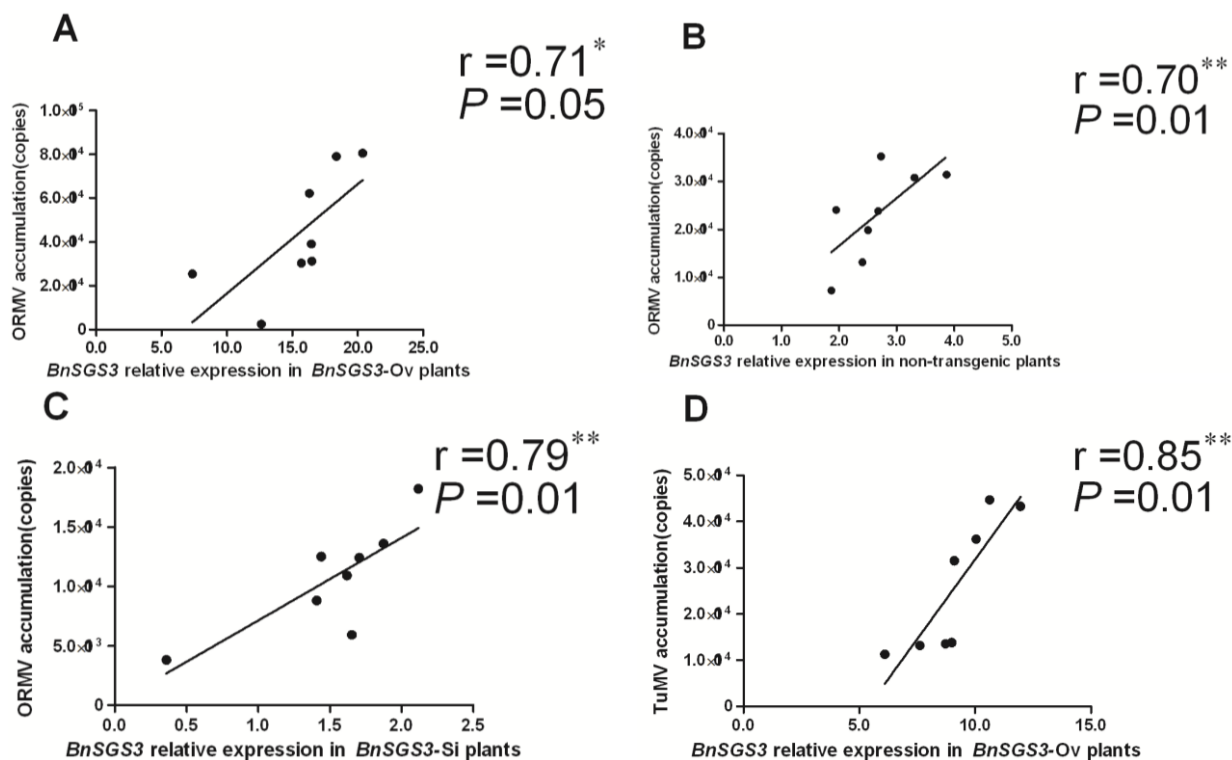 A
r =0.71*
P =0.05
ORMV accumulation(copies)
1.0×10⁵
8.0×10⁴
6.0×10⁴
4.0×10⁴
2.0×10⁴
0
0.0 5.0 10.0 15.0 20.0 25.0
BnSGS3 relative expression in BnSGS3-Ov plants
B
r =0.70**
P =0.01
ORMV accumulation(copies)
4.0×10⁴
3.0×10⁴
2.0×10⁴
1.0×10⁴
0
0.0 1.0 2.0 3.0 4.0 5.0
BnSGS3 relative expression in non-transgenic plants
C
r =0.79**
P =0.01
ORMV accumulation(copies)
2.0×10⁴
1.5×10⁴
1.0×10⁴
5.0×10³
0
0.0 0.5 1.0 1.5 2.0 2.5
BnSGS3 relative expression in BnSGS3-Si plants
D
r =0.85**
P =0.01
TuMV accumulation(copies)
5.0×10⁴
4.0×10⁴
3.0×10⁴
2.0×10⁴
1.0×10⁴
0
0.0 5.0 10.0 15.0
BnSGS3 relative expression in BnSGS3-Ov plants